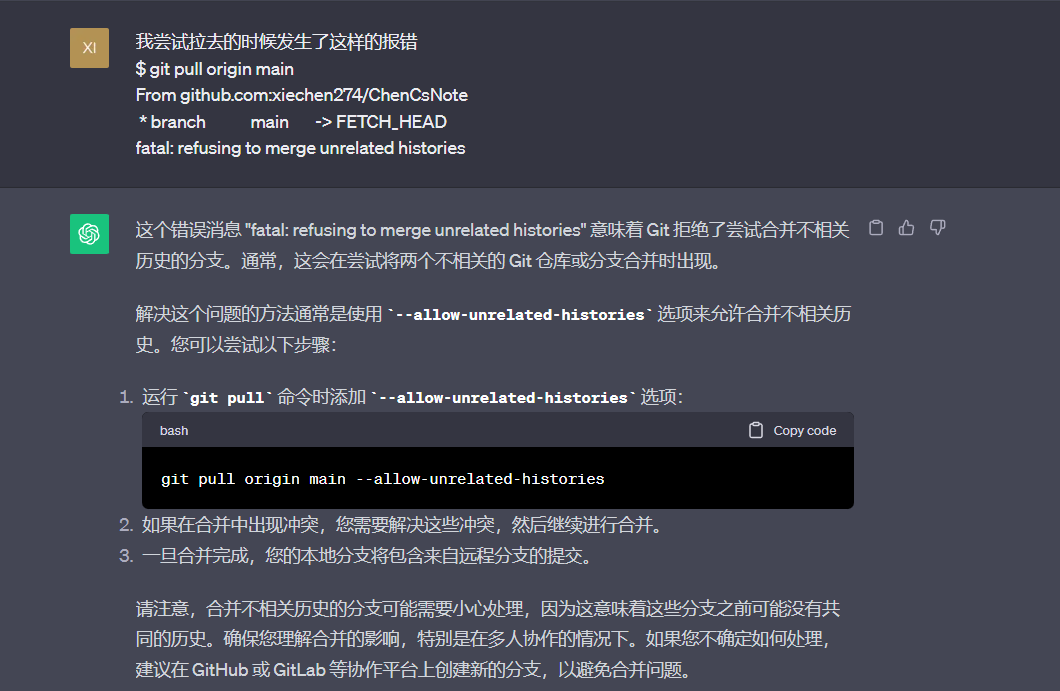 XI
我尝试拉去的时候发生了这样的报错
$ git pull origin main
From github.com:xiechen274/ChenCsNote
* branch main -> FETCH_HEAD
fatal: refusing to merge unrelated histories
这个错误消息 "fatal: refusing to merge unrelated histories" 意味着 Git 拒绝了尝试合并不相关
历史的分支。通常，这会在尝试将两个不相关的 Git 仓库或分支合并时出现。
解决这个问题的方法通常是使用 `--allow-unrelated-histories` 选项来允许合并不相关历
史。您可以尝试以下步骤：
1. 运行 `git pull` 命令时添加 `--allow-unrelated-histories` 选项：
bash Copy code
git pull origin main --allow-unrelated-histories
2. 如果在合并中出现冲突，您需要解决这些冲突，然后继续进行合并。
3. 一旦合并完成，您的本地分支将包含来自远程分支的提交。
请注意，合并不相关历史的分支可能需要小心处理，因为这意味着这些分支之前可能没有共
同的历史。确保您理解合并的影响，特别是在多人协作的情况下。如果您不确定如何处理，
建议在 GitHub 或 GitLab 等协作平台上创建新的分支，以避免合并问题。